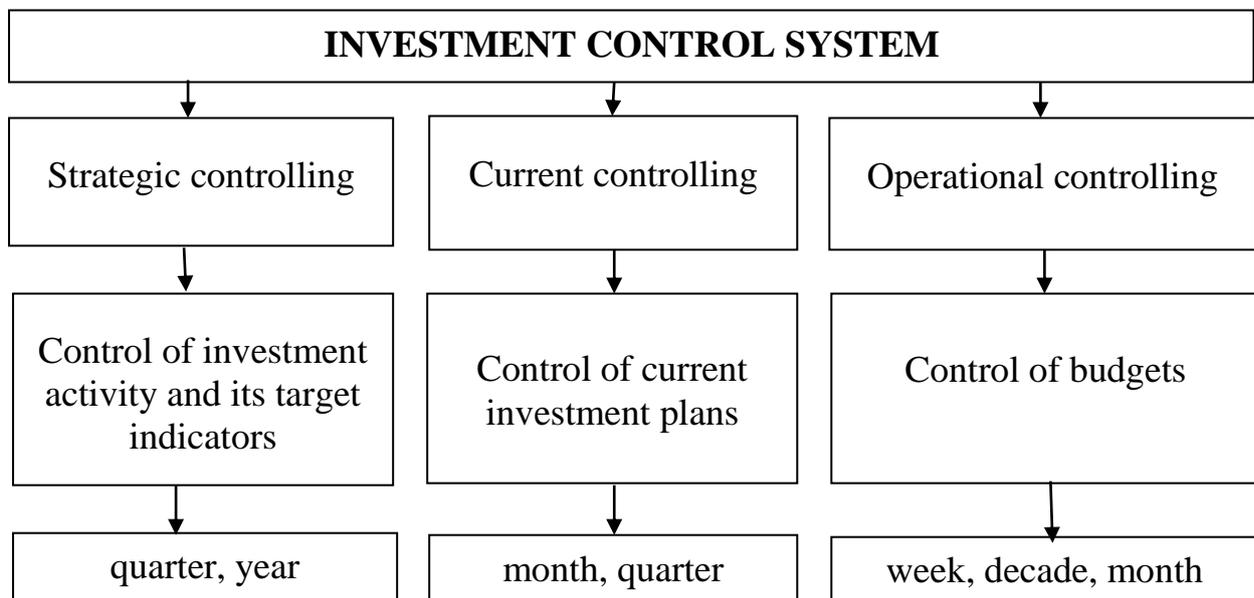 INVESTMENT CONTROL SYSTEM
Strategic controlling
Current controlling
Operational controlling
Control of investment
activity and its target
indicators
Control of current
investment plans
Control of budgets
quarter, year
month, quarter
week, decade, month